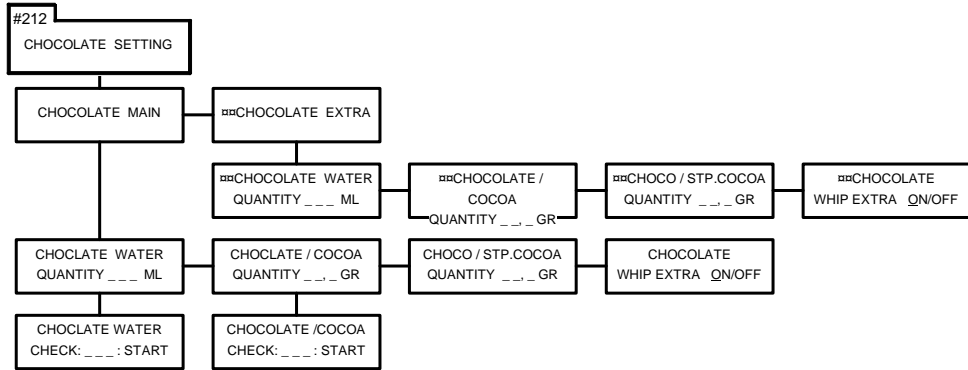 #212
CHOCOLATE SETTING
CHOCOLATE MAIN
¤¤CHOCOLATE EXTRA
¤¤CHOCOLATE WATER
QUANTITY _ _ _ ML
¤¤CHOCOLATE /
COCOA
QUANTITY _ _, _ GR
¤¤CHOCO / STP.COCOA
QUANTITY _ _, _ GR
¤¤CHOCOLATE
WHIP EXTRA ON/OFF
CHOCLATE WATER
QUANTITY _ _ _ ML
CHOCLATE / COCOA
QUANTITY _ _, _ GR
CHOCO / STP.COCOA
QUANTITY _ _, _ GR
CHOCOLATE
WHIP EXTRA ON/OFF
CHOCLATE WATER
CHECK: _ _ _ : START
CHOCOLATE /COCOA
CHECK: _ _ _ : START